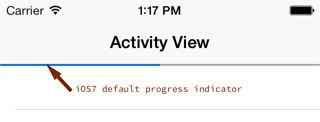 Carrier 1:17 PM
Activity View
iOS7 default progress indicator